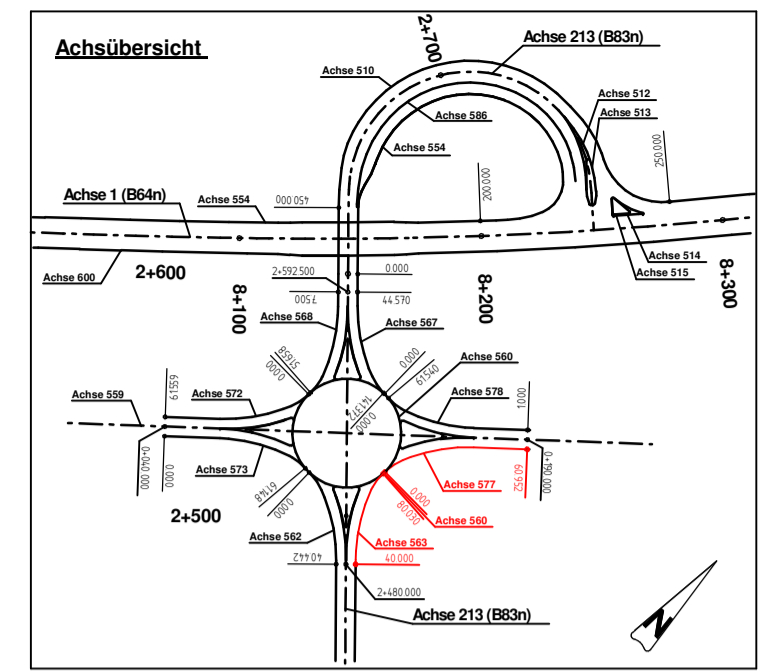 Achsübersicht
2+700
Achse 213 (B83n)
Achse 510
Achse 512
Achse 513
Achse 586
Achse 554
250.000
200.000
Achse 1 (B64n)
Achse 554
450.000
Achse 600
2+600
8+100
8+200
8+300
Achse 514
Achse 515
2+592.500
0.000
7.500
44.570
Achse 568
Achse 567
Achse 560
51.658
0.000
0.000
61.540
141.372
0.000
Achse 559
65.519
Achse 572
Achse 578
1.000
0+040.000
0.000
Achse 573
0+190.000
60.952
Achse 577
2+500
61.148
0.000
0.000
80.030
Achse 560
Achse 562
Achse 563
40.442
40.000
2+480.000
Achse 213 (B83n)
N